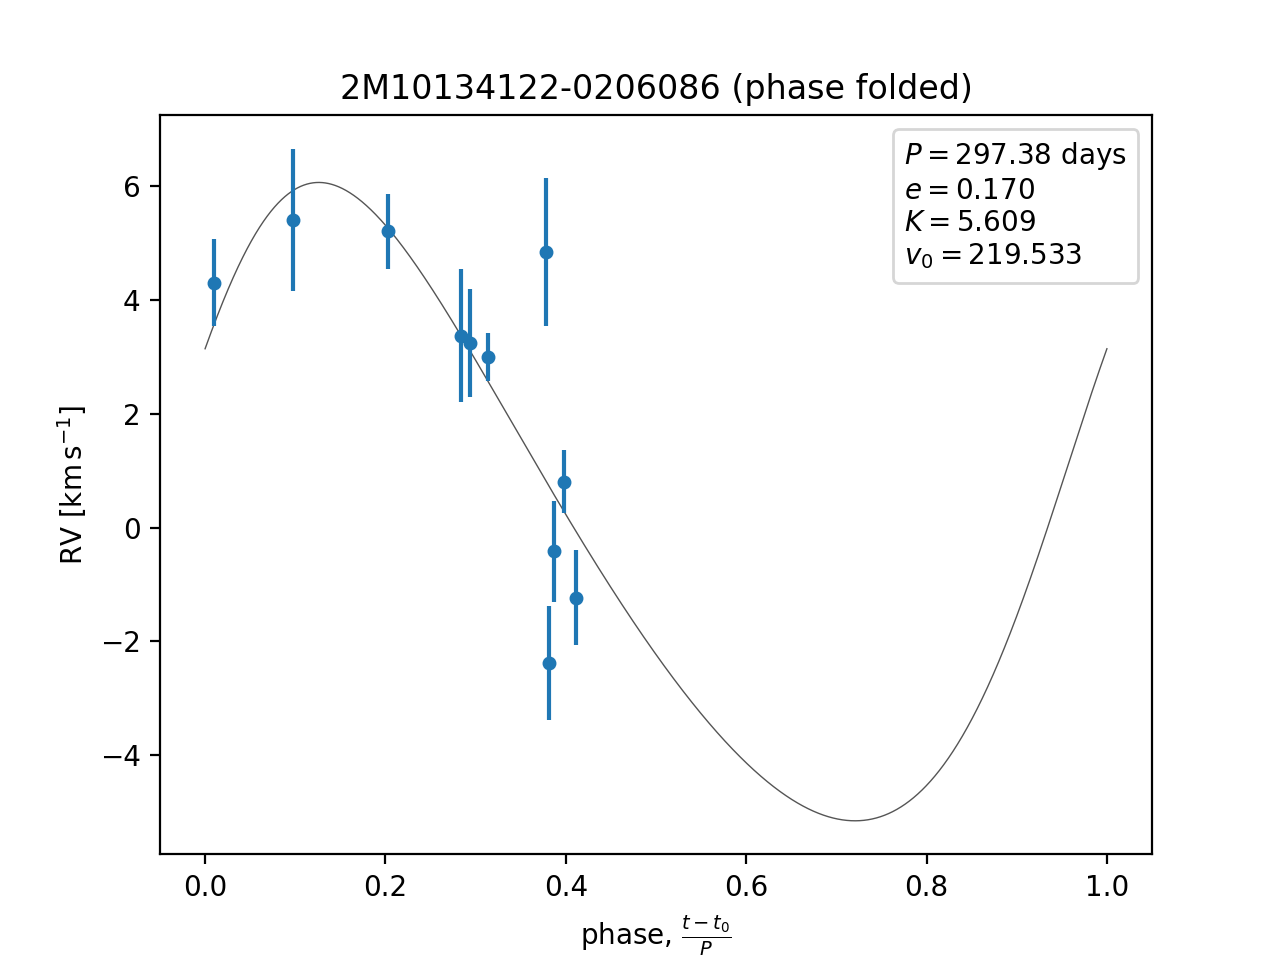 2M10134122-0206086 (phase folded)
P = 297.38 days
e = 0.170
K = 5.609
v₀ = 219.533
6
4
2
0
−2
−4
RV [km s⁻¹]
0.0 0.2 0.4 0.6 0.8 1.0
phase, (t − t₀)/P